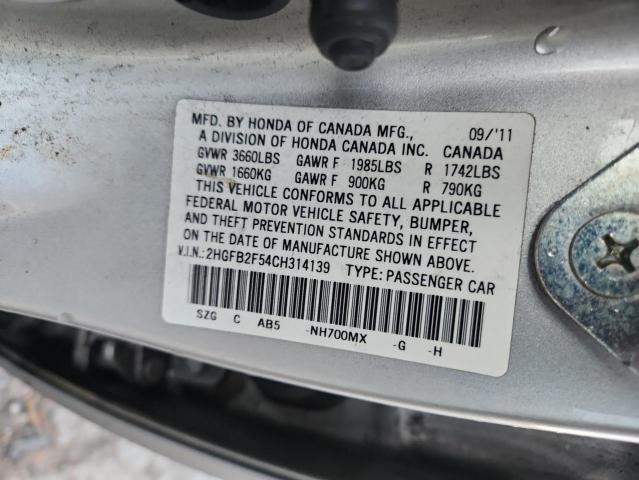 MFD. BY HONDA OF CANADA MFG., 09/'11
A DIVISION OF HONDA CANADA INC. CANADA
GVWR 3660LBS GAWR F 1985LBS R 1742LBS
GVWR 1660KG GAWR F 900KG R 790KG
THIS VEHICLE CONFORMS TO ALL APPLICABLE
FEDERAL MOTOR VEHICLE SAFETY, BUMPER,
AND THEFT PREVENTION STANDARDS IN EFFECT
ON THE DATE OF MANUFACTURE SHOWN ABOVE.
V.I.N.: 2HGFB2F54CH314139 TYPE: PASSENGER CAR
SZG C AB5 -NH700MX -G -H